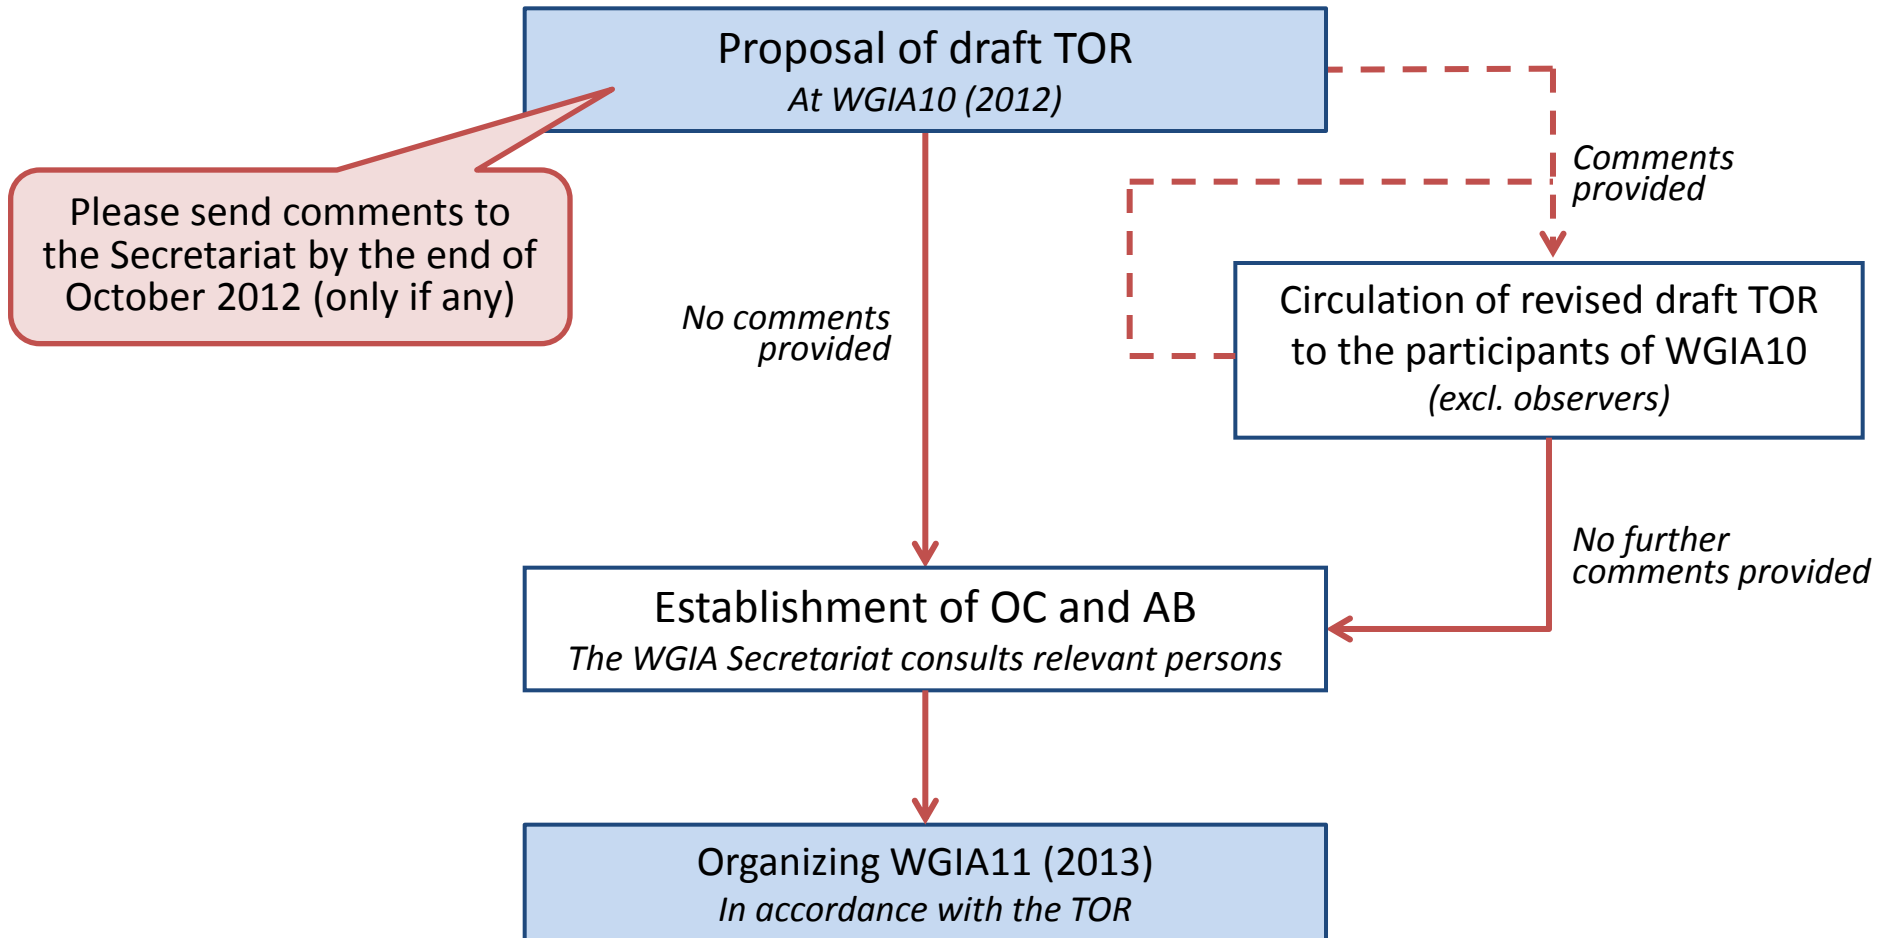 Proposal of draft TOR
At WGIA10 (2012)
Please send comments to
the Secretariat by the end of
October 2012 (only if any)
Comments
provided
No comments
provided
Circulation of revised draft TOR
to the participants of WGIA10
(excl. observers)
No further
comments provided
Establishment of OC and AB
The WGIA Secretariat consults relevant persons
Organizing WGIA11 (2013)
In accordance with the TOR